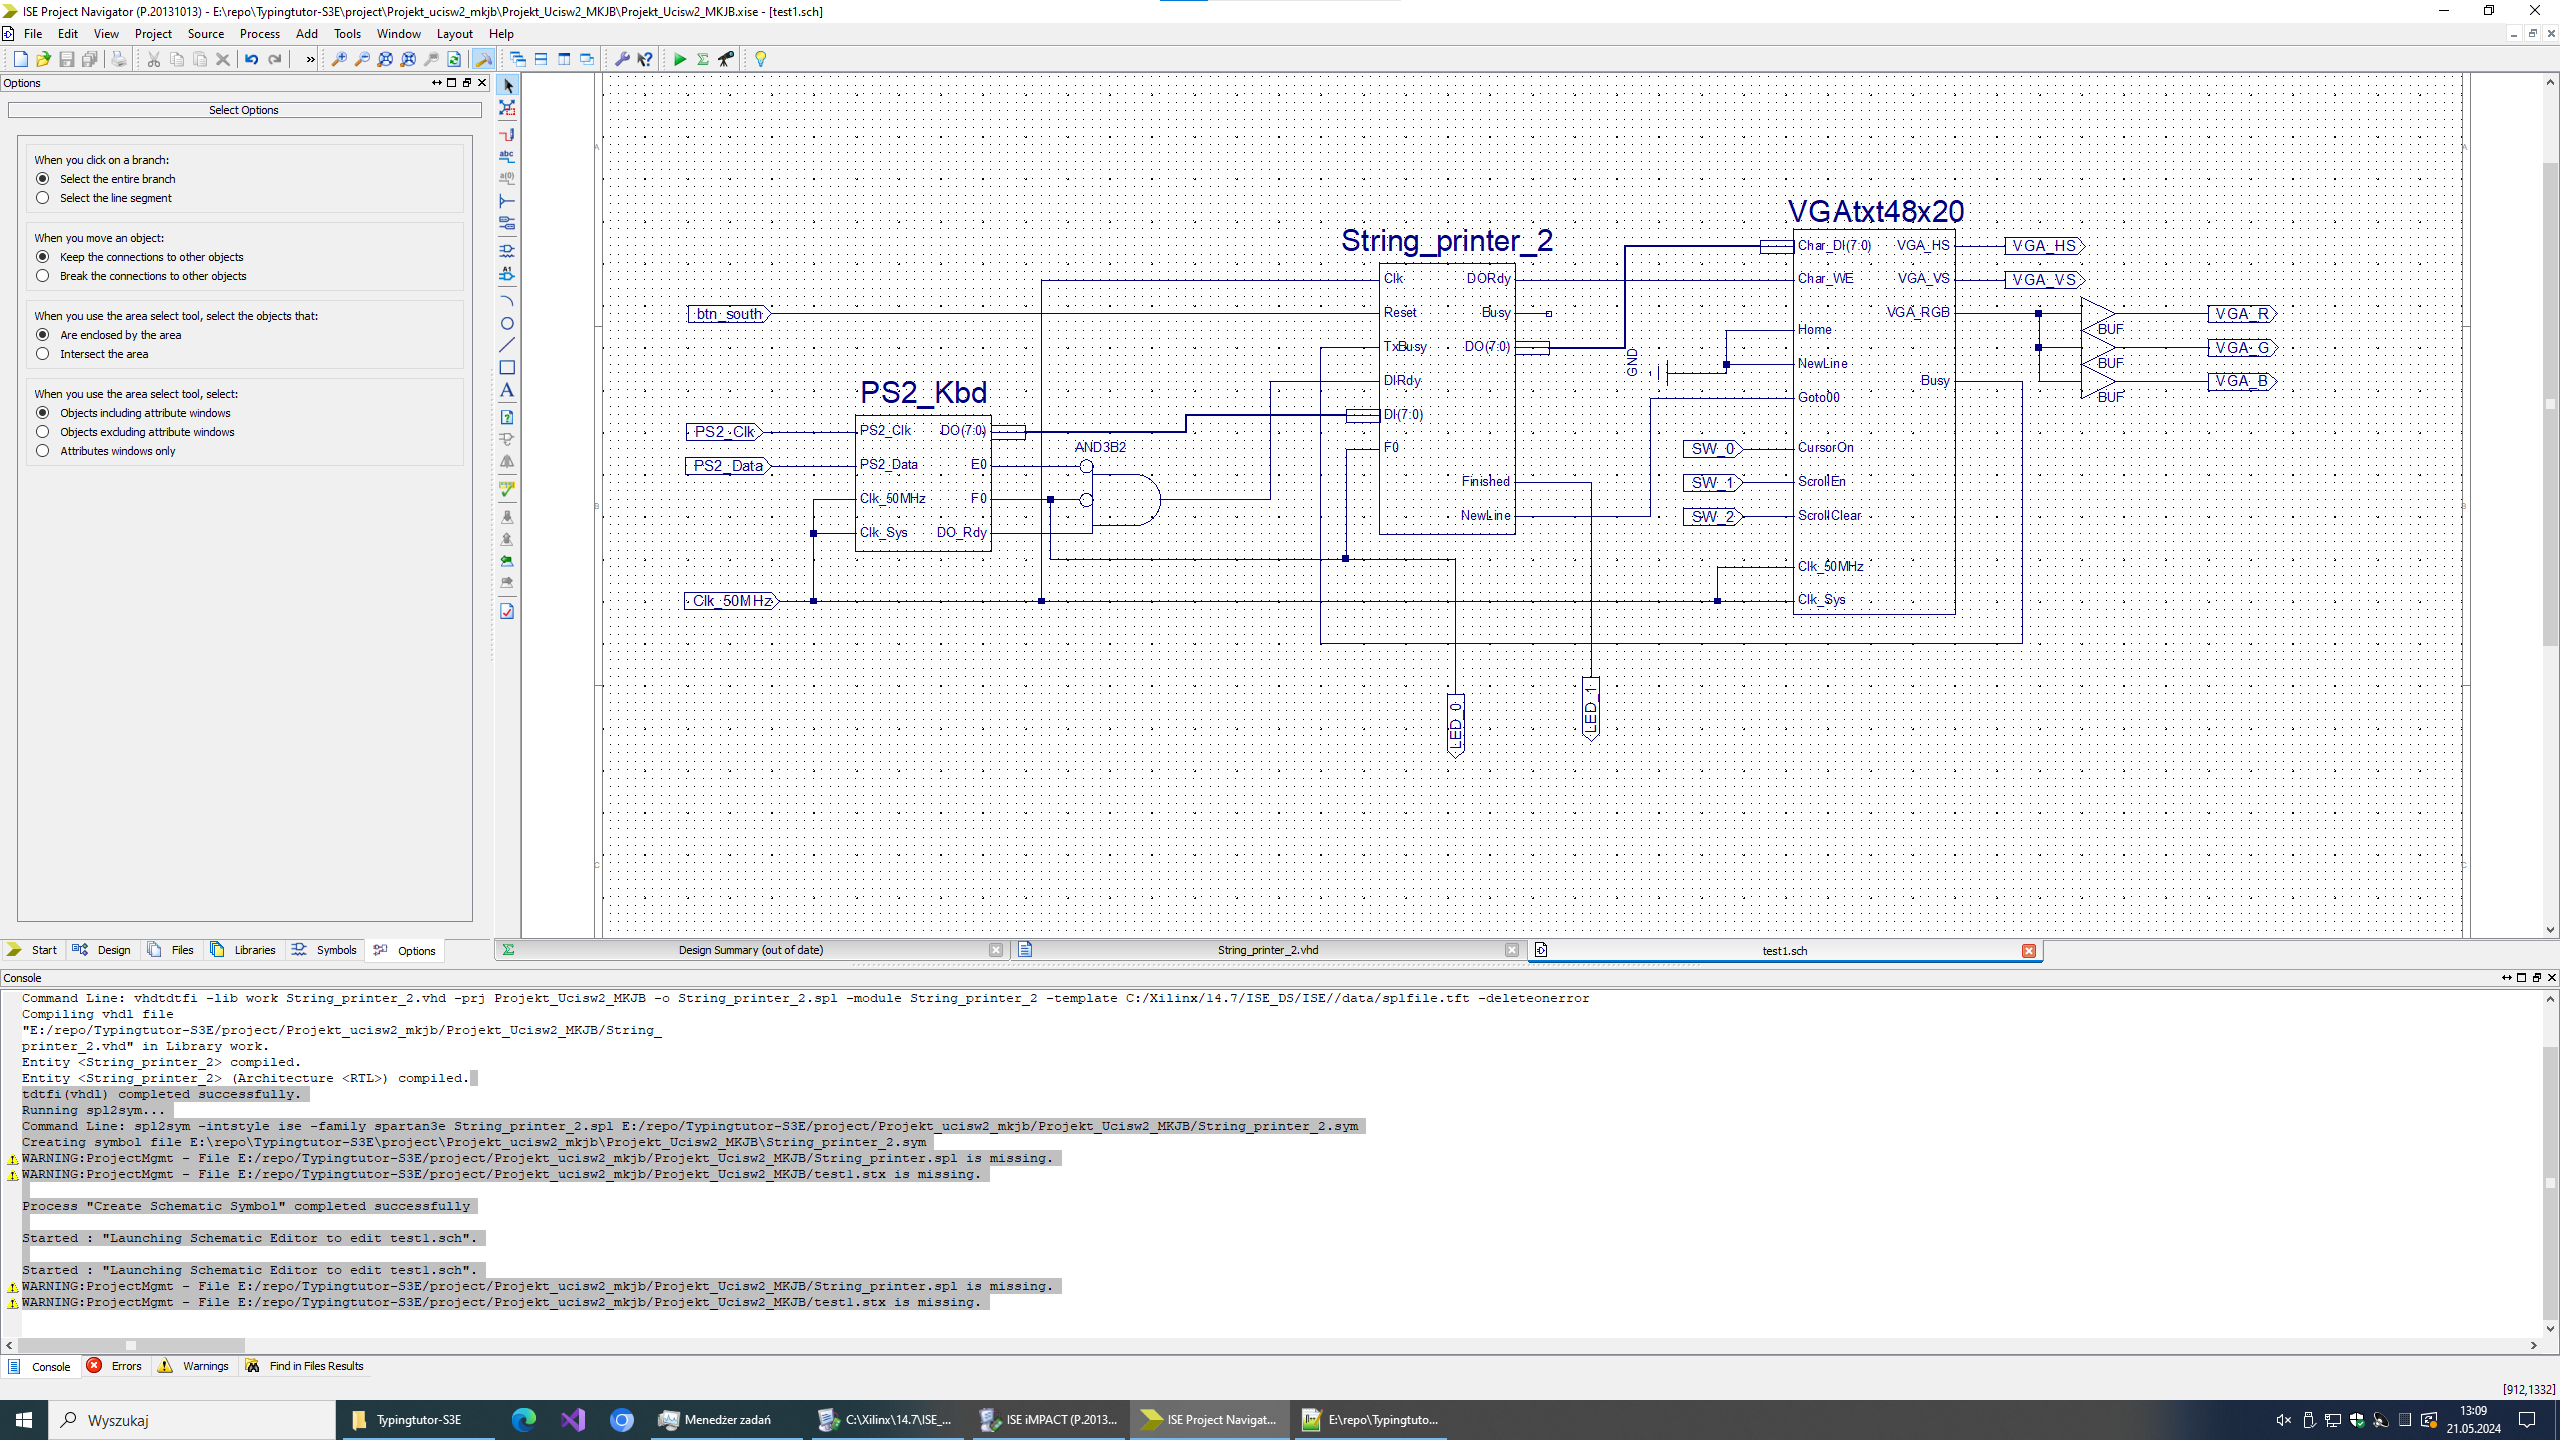 ISE Project Navigator (P.20131013) - E:\repo\Typingtutor-S3E\project\Projekt_ucisw2_mkjb\Projekt_Ucisw2_MKJB\Projekt_Ucisw2_MKJB.xise - [test1.sch]
File Edit View Project Source Process Add Tools Window Layout Help
Options
Select Options
When you click on a branch:
Select the entire branch
Select the line segment
When you move an object:
Keep the connections to other objects
Break the connections to other objects
When you use the area select tool, select the objects that:
Are enclosed by the area
Intersect the area
When you use the area select tool, select:
Objects including attribute windows
Objects excluding attribute windows
Attributes windows only
PS2_Kbd
PS2_Clk
PS2_Data
Clk_50MHz
Clk_Sys
DO(7:0)
E0
F0
DO_Rdy
btn_south
PS2_Clk
PS2_Data
Clk_50MHz
AND3B2
String_printer_2
Clk
Reset
TxBusy
DIRdy
DI(7:0)
F0
DORdy
Busy
DO(7:0)
Finished
NewLine
LED_0
LED_1
GND
VGAtxt48x20
Char_DI(7:0)
Char_WE
Home
NewLine
Goto00
CursorOn
ScrollEn
ScrollClear
Clk_50MHz
Clk_Sys
VGA_HS
VGA_VS
VGA_RGB
Busy
SW_0
SW_1
SW_2
VGA_HS
VGA_VS
BUF
BUF
BUF
VGA_R
VGA_G
VGA_B
A
B
C
A
B
C
Start Design Files Libraries Symbols Options
Design Summary (out of date) String_printer_2.vhd test1.sch
Console
Command Line: vhdtdtfi -lib work String_printer_2.vhd -prj Projekt_Ucisw2_MKJB -o String_printer_2.spl -module String_printer_2 -template C:/Xilinx/14.7/ISE_DS/ISE//data/splfile.tft -deleteonerror
Compiling vhdl file
"E:/repo/Typingtutor-S3E/project/Projekt_ucisw2_mkjb/Projekt_Ucisw2_MKJB/String_
printer_2.vhd" in Library work.
Entity <String_printer_2> compiled.
Entity <String_printer_2> (Architecture <RTL>) compiled.
tdtfi(vhdl) completed successfully.
Running spl2sym...
Command Line: spl2sym -intstyle ise -family spartan3e String_printer_2.spl E:/repo/Typingtutor-S3E/project/Projekt_ucisw2_mkjb/Projekt_Ucisw2_MKJB/String_printer_2.sym
Creating symbol file E:\repo\Typingtutor-S3E\project\Projekt_ucisw2_mkjb\Projekt_Ucisw2_MKJB\String_printer_2.sym
WARNING:ProjectMgmt - File E:/repo/Typingtutor-S3E/project/Projekt_ucisw2_mkjb/Projekt_Ucisw2_MKJB/String_printer.spl is missing.
WARNING:ProjectMgmt - File E:/repo/Typingtutor-S3E/project/Projekt_ucisw2_mkjb/Projekt_Ucisw2_MKJB/test1.stx is missing.
Process "Create Schematic Symbol" completed successfully
Started : "Launching Schematic Editor to edit test1.sch".
Started : "Launching Schematic Editor to edit test1.sch".
WARNING:ProjectMgmt - File E:/repo/Typingtutor-S3E/project/Projekt_ucisw2_mkjb/Projekt_Ucisw2_MKJB/String_printer.spl is missing.
WARNING:ProjectMgmt - File E:/repo/Typingtutor-S3E/project/Projekt_ucisw2_mkjb/Projekt_Ucisw2_MKJB/test1.stx is missing.
Console Errors Warnings Find in Files Results
[912,1332]
Wyszukaj Typingtutor-S3E Menedżer zadań C:\Xilinx\14.7\ISE_... ISE iMPACT (P.2013... ISE Project Navigat... E:\repo\Typingtuto...
13:09
21.05.2024